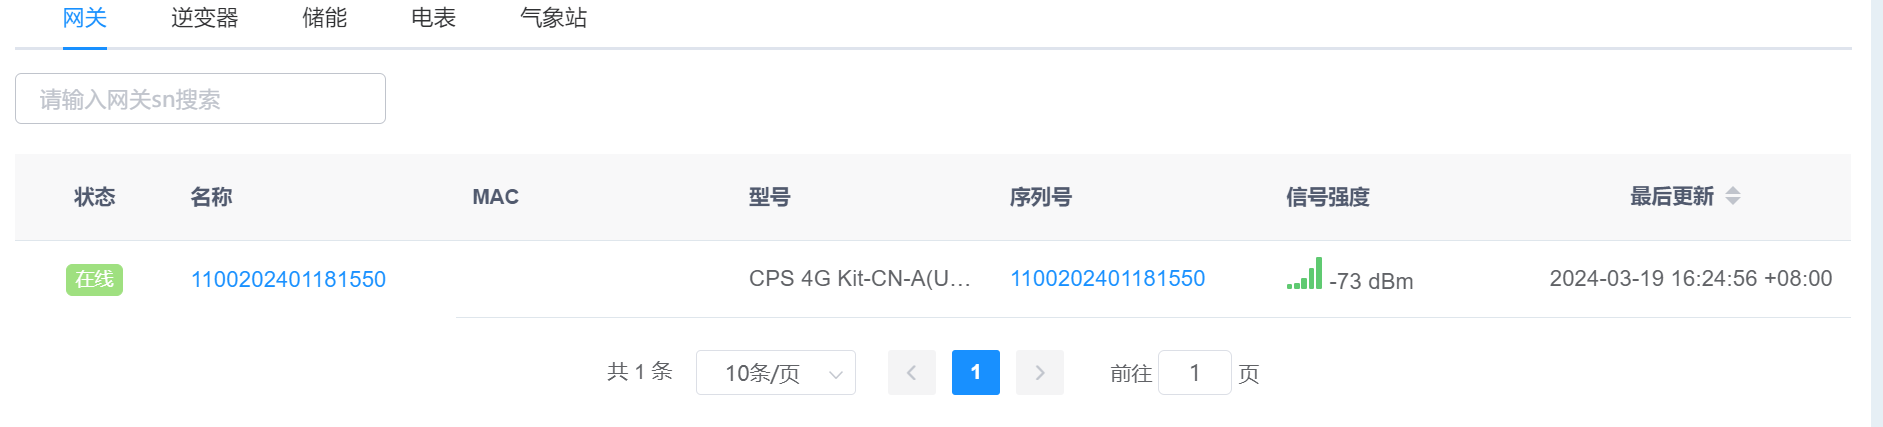 网关 逆变器 储能 电表 气象站
请输入网关sn搜索
状态 名称 MAC 型号 序列号 信号强度 最后更新
在线 1100202401181550 CPS 4G Kit-CN-A(U... 1100202401181550 -73 dBm 2024-03-19 16:24:56 +08:00
共 1 条 10条/页 1 前往 1 页